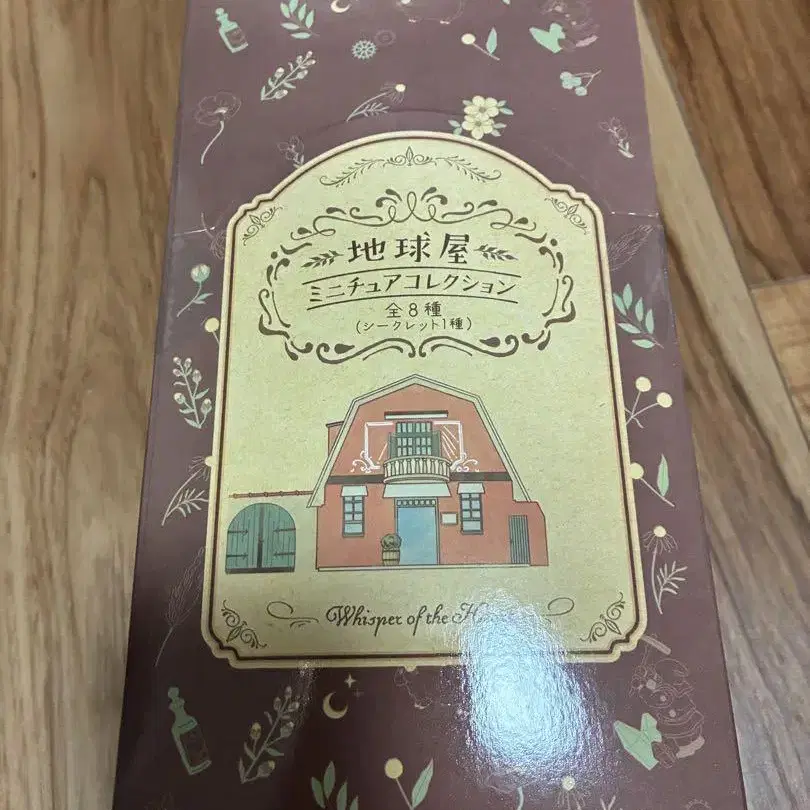 地球屋
ミニチュアコレクション
全8種
(シークレット1種)
Whisper of the